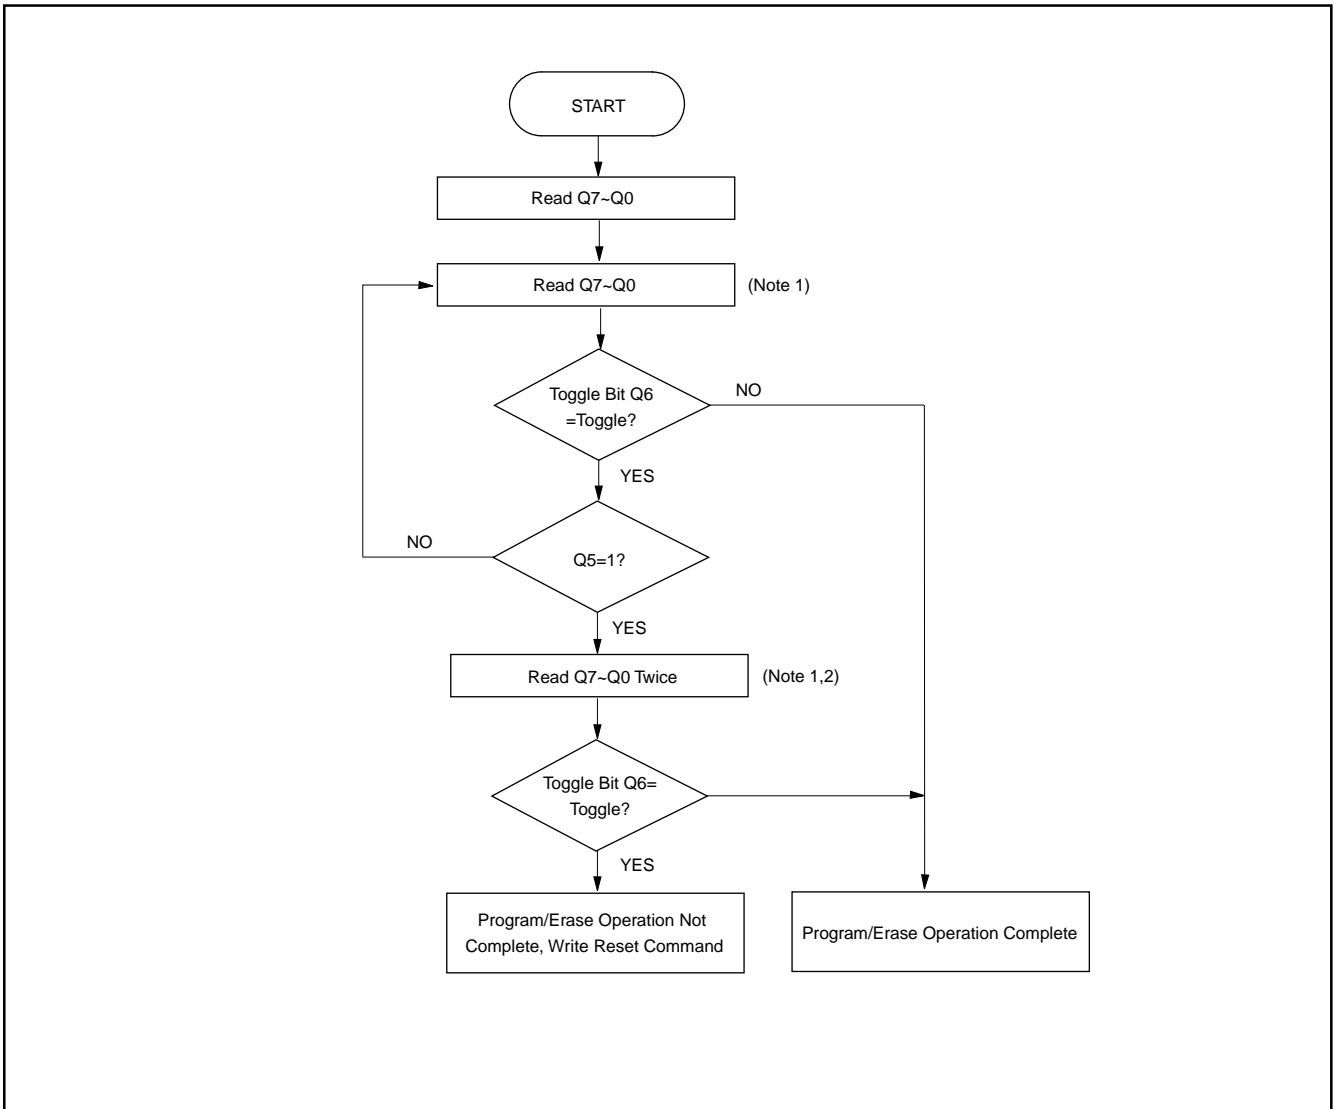 START
Read Q7~Q0
Read Q7~Q0
(Note 1)
Toggle Bit Q6
=Toggle?
NO
YES
NO
Q5=1?
YES
Read Q7~Q0 Twice
(Note 1,2)
Toggle Bit Q6=
Toggle?
YES
Program/Erase Operation Not
Complete, Write Reset Command
Program/Erase Operation Complete